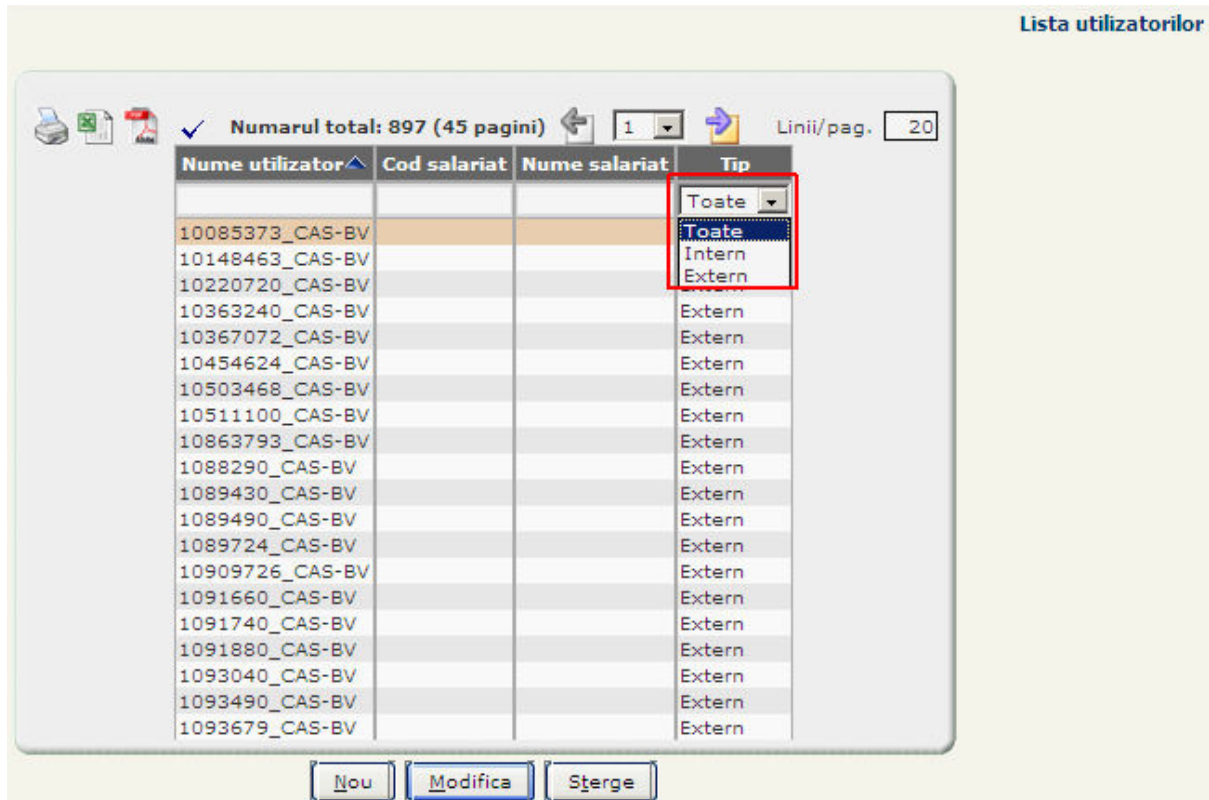 Lista utilizatorilor
Numarul total: 897 (45 pagini) 1 Linii/pag. 20
Nume utilizator Cod salariat Nume salariat Tip
Toate
10085373_CAS-BV Toate
10148463_CAS-BV Intern
10220720_CAS-BV Extern
10363240_CAS-BV Extern
10367072_CAS-BV Extern
10454624_CAS-BV Extern
10503468_CAS-BV Extern
10511100_CAS-BV Extern
10863793_CAS-BV Extern
1088290_CAS-BV Extern
1089430_CAS-BV Extern
1089490_CAS-BV Extern
1089724_CAS-BV Extern
10909726_CAS-BV Extern
1091660_CAS-BV Extern
1091740_CAS-BV Extern
1091880_CAS-BV Extern
1093040_CAS-BV Extern
1093490_CAS-BV Extern
1093679_CAS-BV Extern
Nou Modifica Sterge